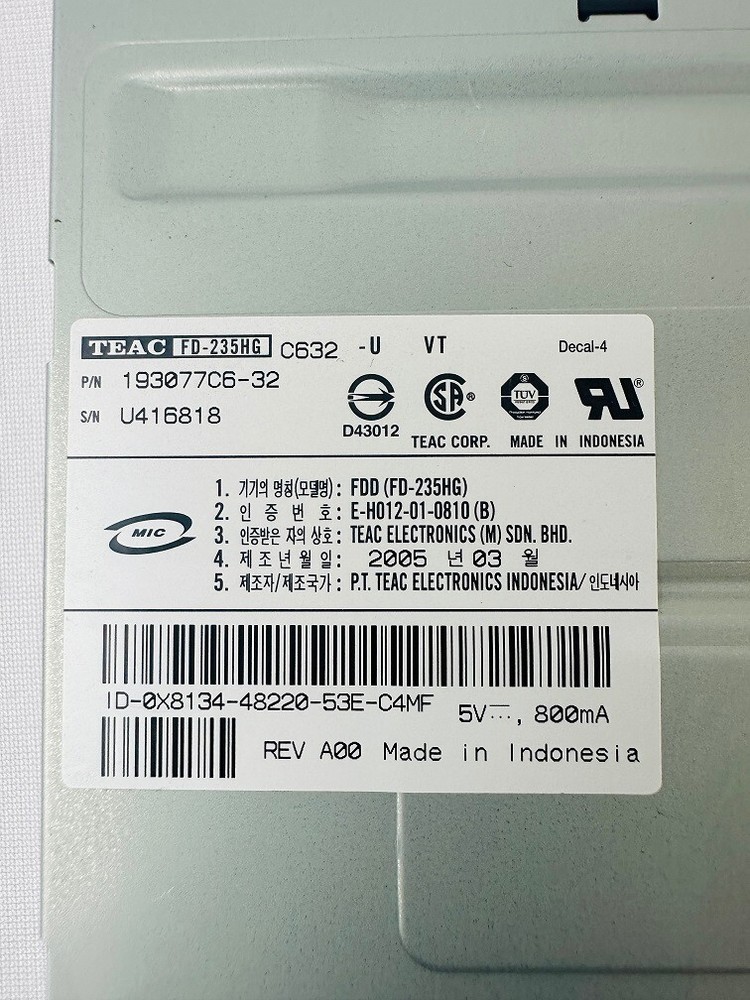 TEAC FD-235HG C632 -U VT Decal-4
P/N 193077C6-32
S/N U416818
D43012
SA ®
TÜV
RU ®
TEAC CORP. MADE IN INDONESIA
MIC
1. 기기의 명칭(모델명) : FDD (FD-235HG)
2. 인 증 번 호 : E-H012-01-0810 (B)
3. 인증받은 자의 상호 : TEAC ELECTRONICS (M) SDN. BHD.
4. 제 조 년 월 일 : 2005 년 03 월
5. 제조자/제조국가 : P.T. TEAC ELECTRONICS INDONESIA/인도네시아
ID-0X8134-48220-53E-C4MF 5V⎓, 800mA
REV A00 Made in Indonesia